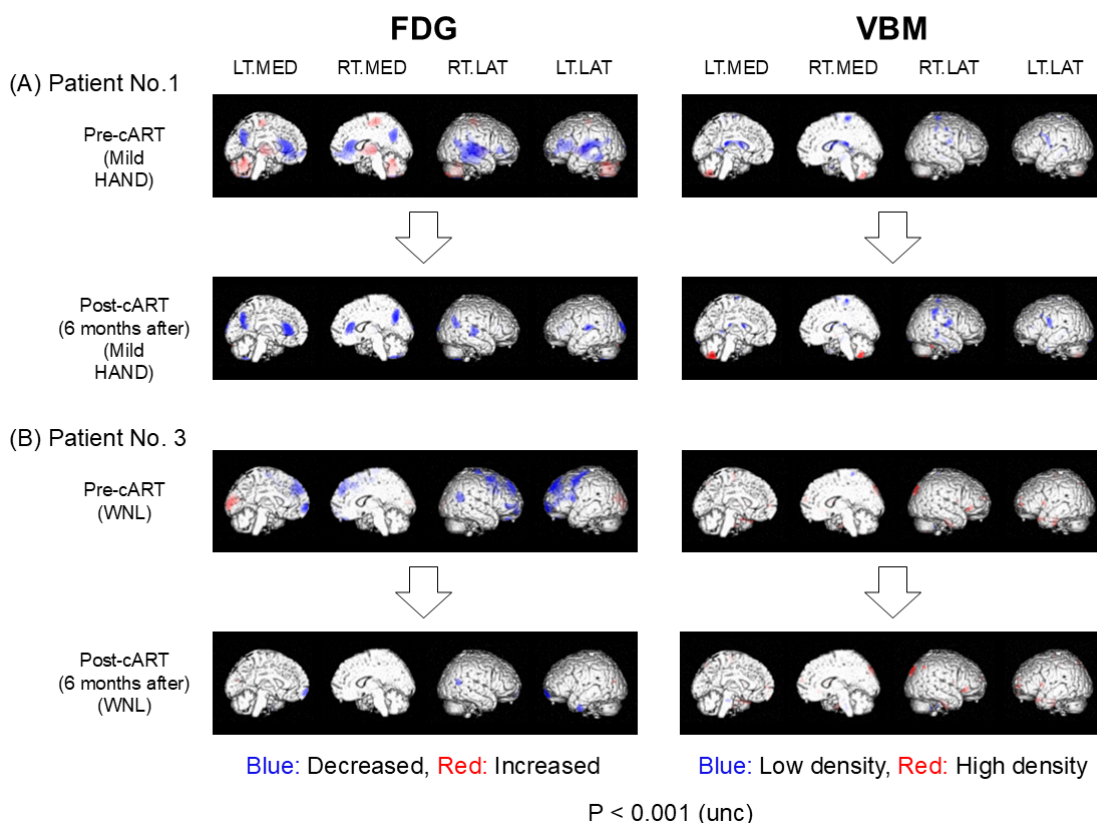 FDG VBM
LT.MED RT.MED RT.LAT LT.LAT LT.MED RT.MED RT.LAT LT.LAT
(A) Patient No.1
Pre-cART
(Mild
HAND)
Post-cART
(6 months after)
(Mild
HAND)
(B) Patient No. 3
Pre-cART
(WNL)
Post-cART
(6 months after)
(WNL)
Blue: Decreased, Red: Increased Blue: Low density, Red: High density
P < 0.001 (unc)